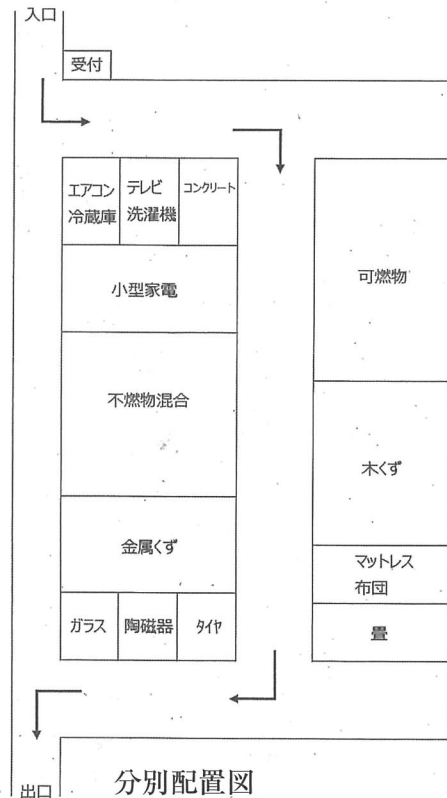 入口
受付
エアコン
冷蔵庫
テレビ
洗濯機
コンクリート
小型家電
不燃物混合
金属くず
ガラス
陶磁器
タイヤ
可燃物
木くず
マットレス
布団
畳
出口
分別配置図